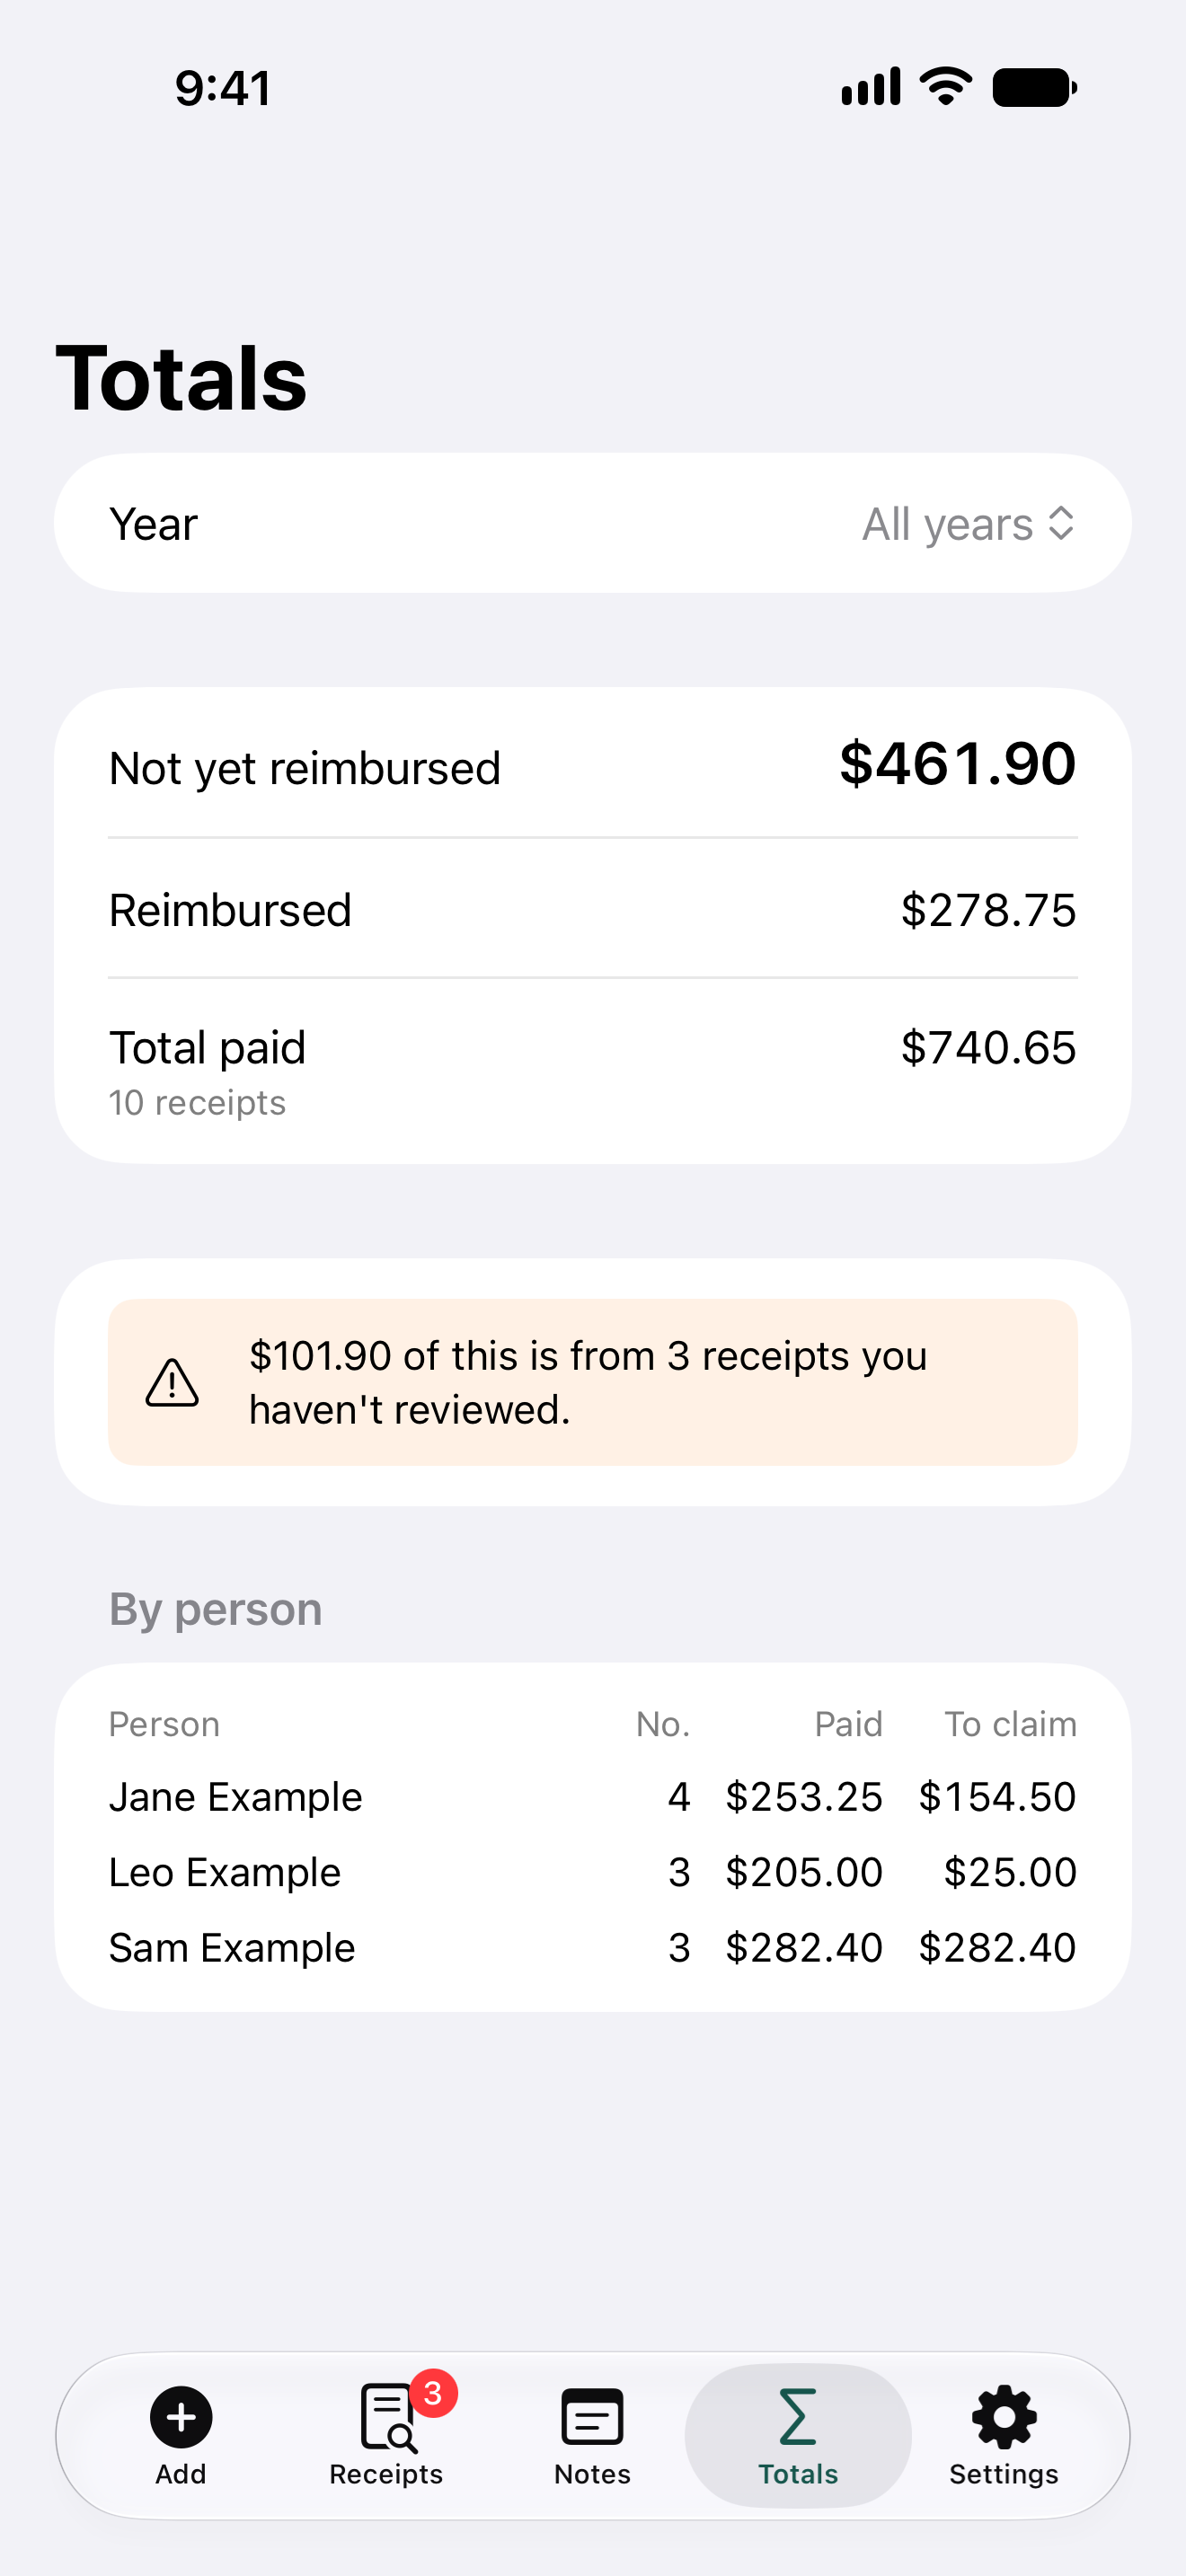 9:41
Totals
Year All years
Not yet reimbursed $461.90
Reimbursed $278.75
Total paid $740.65
10 receipts
$101.90 of this is from 3 receipts you
haven't reviewed.
By person
Person No. Paid To claim
Jane Example 4 $253.25 $154.50
Leo Example 3 $205.00 $25.00
Sam Example 3 $282.40 $282.40
3
Add Receipts Notes Totals Settings